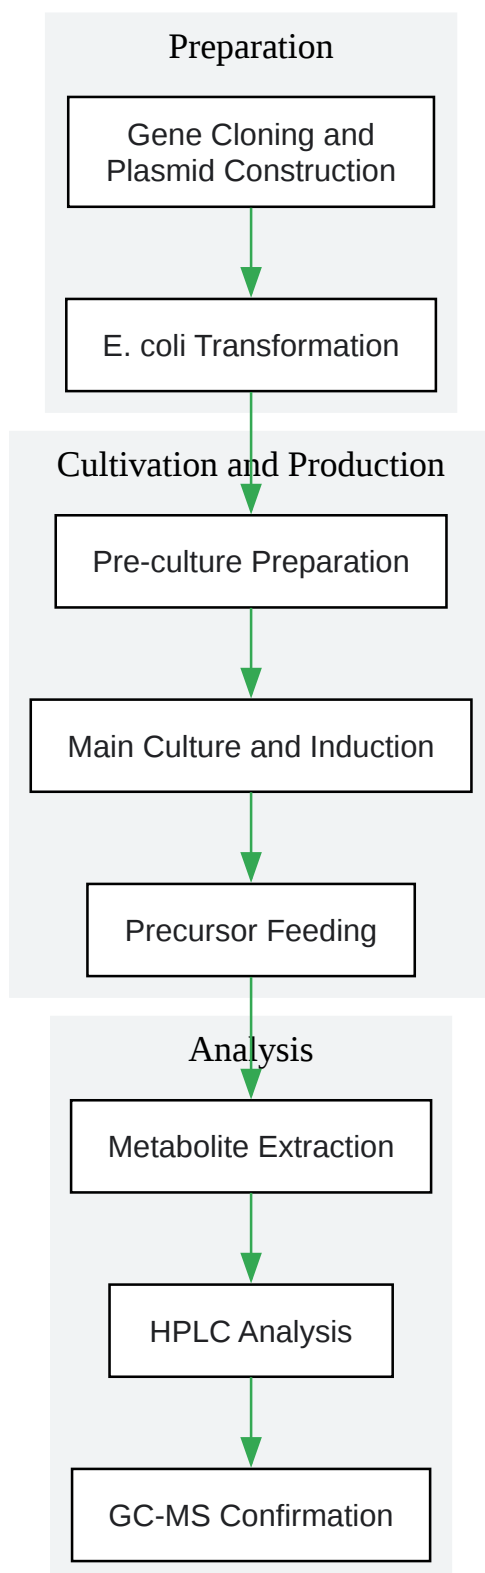 Preparation
Gene Cloning and
Plasmid Construction
E. coli Transformation
Cultivation and Production
Pre-culture Preparation
Main Culture and Induction
Precursor Feeding
Analysis
Metabolite Extraction
HPLC Analysis
GC-MS Confirmation